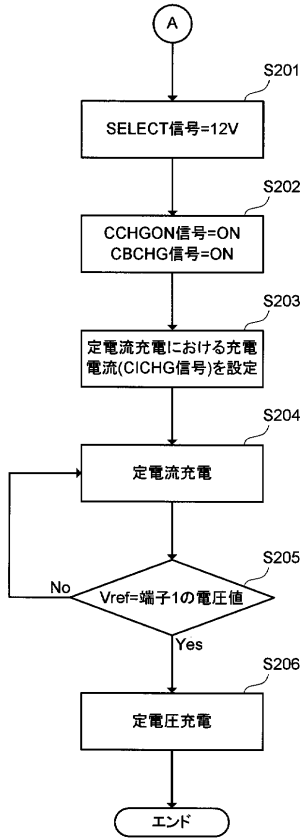 A
S201
SELECT信号=12V
S202
CCHGON信号=ON
CBCHG信号=ON
S203
定電流充電における充電
電流(CICHG信号)を設定
S204
定電流充電
S205
No
Vref=端子1の電圧値
Yes
S206
定電圧充電
エンド